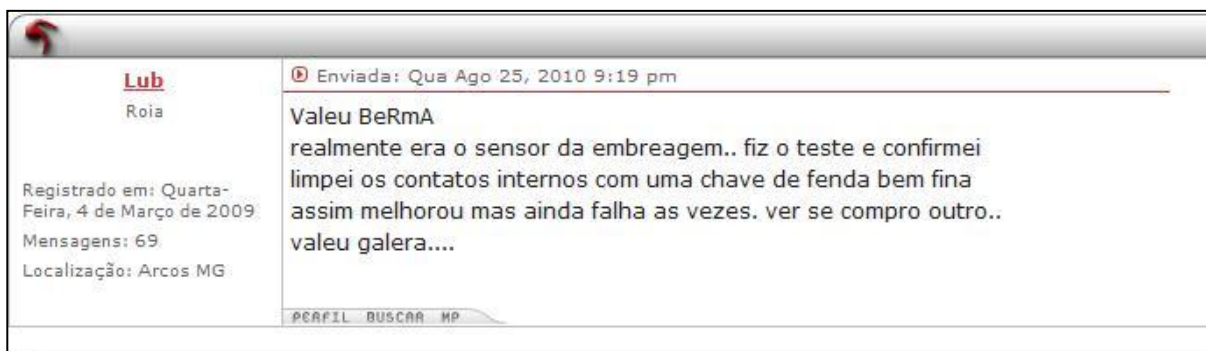 Lub
Roia
Registrado em: Quarta-
Feira, 4 de Março de 2009
Mensagens: 69
Localização: Arcos MG
Enviada: Qua Ago 25, 2010 9:19 pm
Valeu BeRmA
realmente era o sensor da embreagem.. fiz o teste e confirmei
limpei os contatos internos com uma chave de fenda bem fina
assim melhorou mas ainda falha as vezes. ver se compro outro..
valeu galera....
PERFIL BUSCAR MP